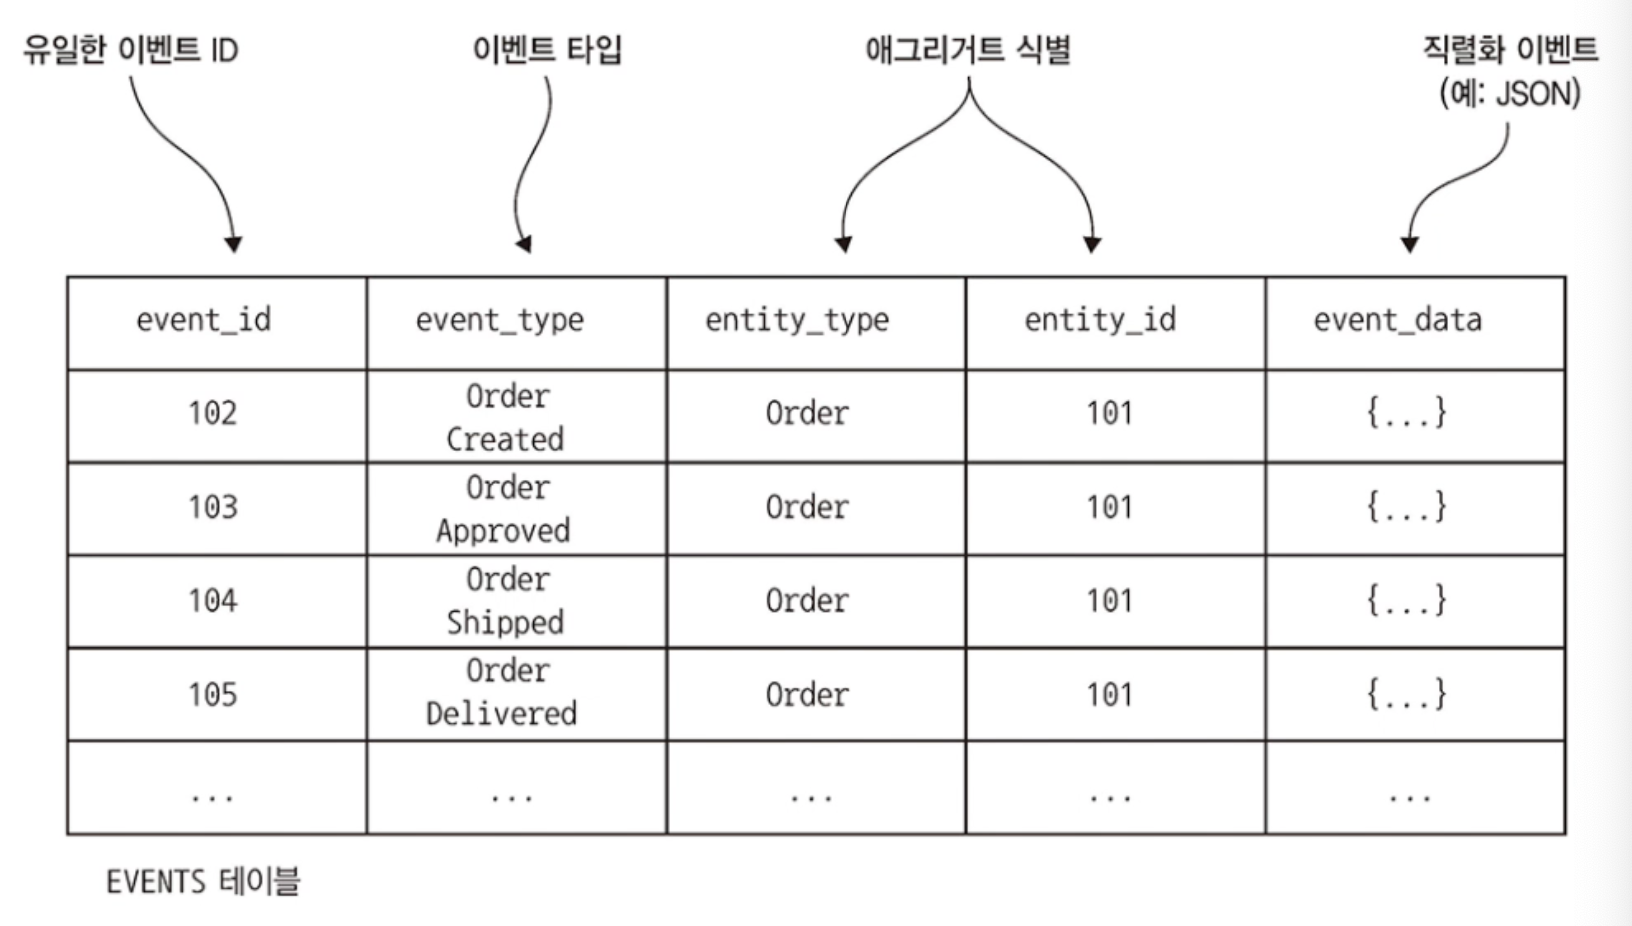 유일한 이벤트 ID
이벤트 타입
애그리거트 식별
직렬화 이벤트
(예: JSON)
event_id event_type entity_type entity_id event_data
102 Order Created Order 101 {...}
103 Order Approved Order 101 {...}
104 Order Shipped Order 101 {...}
105 Order Delivered Order 101 {...}
... ... ... ... ...
EVENTS 테이블